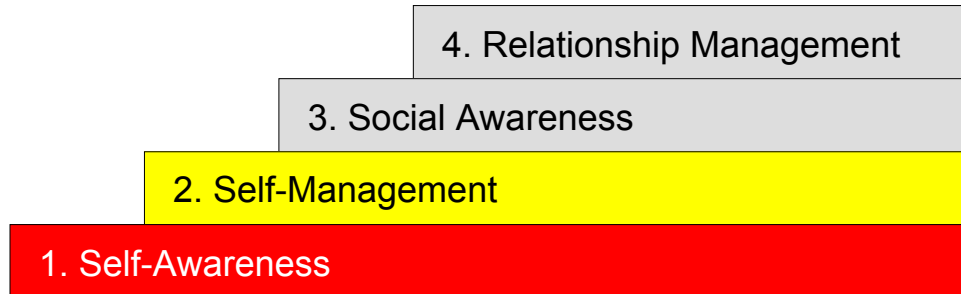 4. Relationship Management
3. Social Awareness
2. Self-Management
1. Self-Awareness